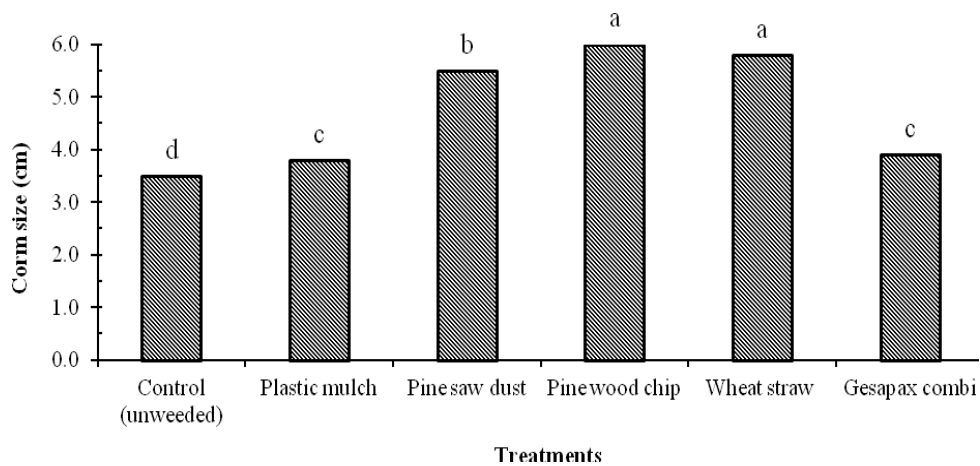 a
a
6.0
b
5.0
c
c
d
4.0
3.0
2.0
1.0
0.0
Corm size (cm)
Control
(unweeded)
Plastic mulch
Pine saw dust
Pine wood chip
Wheat straw
Gesapax combi
Treatments